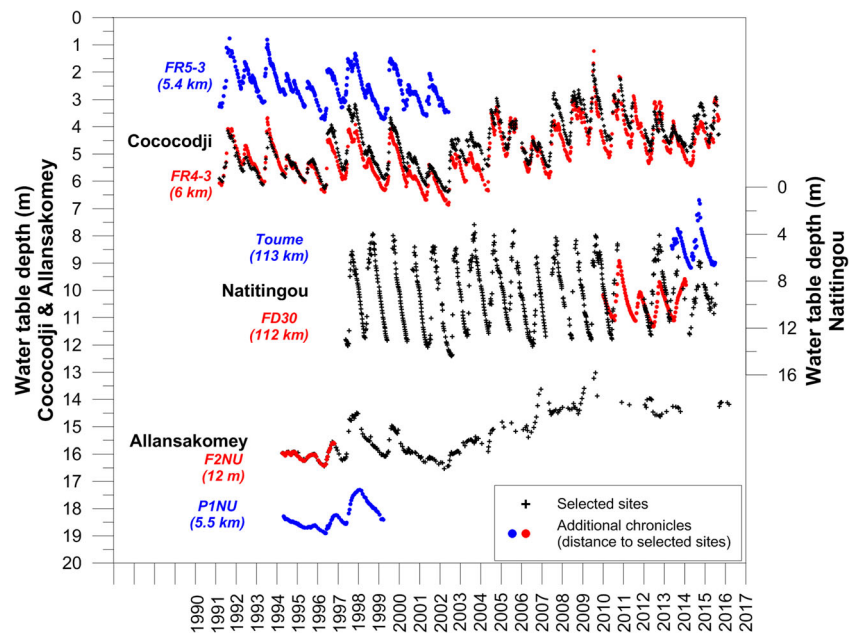 0
1
2
3
4
5
6
7
8
9
10
11
12
13
14
15
16
17
18
19
20
Water table depth (m)
Cococodji & Allansakomey
FR5-3
(5.4 km)
Cococodji
FR4-3
(6 km)
Toume
(113 km)
Natitingou
FD30
(112 km)
Allansakomey
F2NU
(12 m)
P1NU
(5.5 km)
0
4
8
12
16
Water table depth (m)
Natitingou
Selected sites
Additional chronicles
(distance to selected sites)
1990
1991
1992
1993
1994
1995
1996
1997
1998
1999
2000
2001
2002
2003
2004
2005
2006
2007
2008
2009
2010
2011
2012
2013
2014
2015
2016
2017